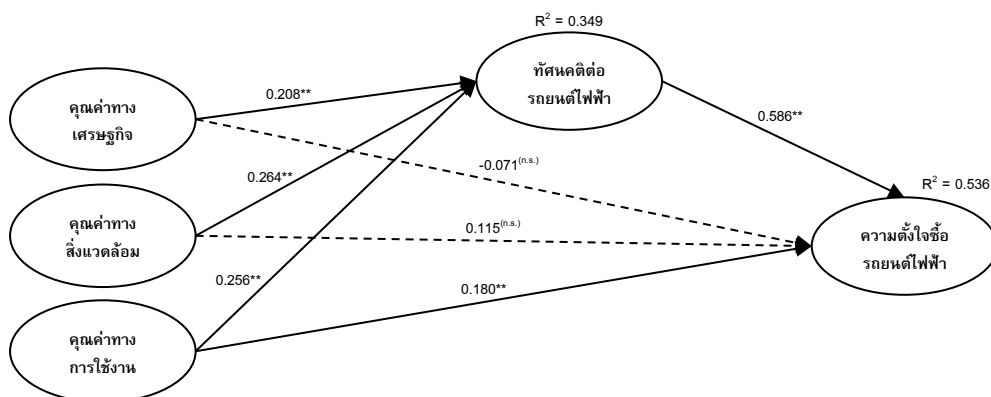 R² = 0.349
ทัศนคติต่อ
รถยนต์ไฟฟ้า
คุณค่าทาง
เศรษฐกิจ
0.208**
0.586**
-0.071(n.s.)
0.264**
R² = 0.536
คุณค่าทาง
สิ่งแวดล้อม
0.115(n.s.)
ความตั้งใจซื้อ
รถยนต์ไฟฟ้า
0.256**
0.180**
คุณค่าทาง
การใช้งาน